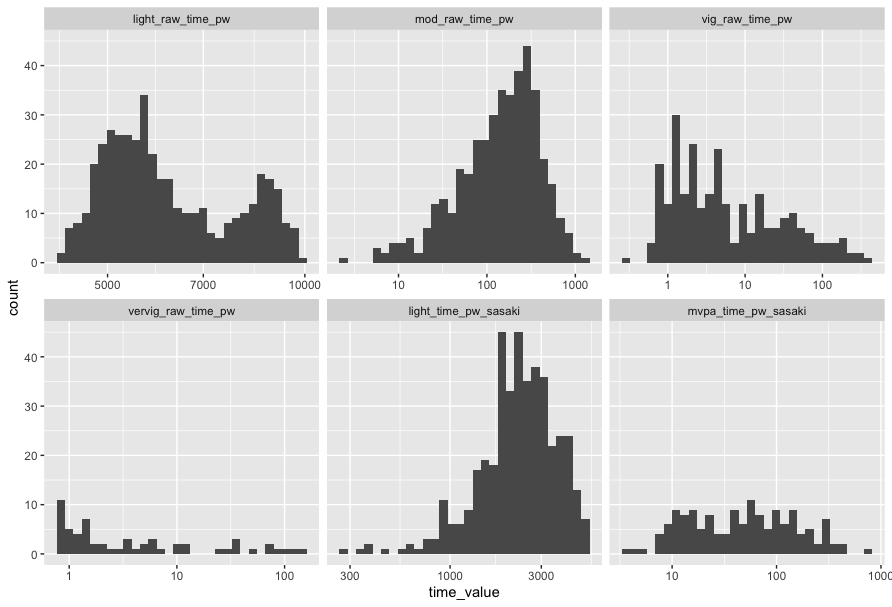 light_raw_time_pw mod_raw_time_pw vig_raw_time_pw
40
30
20
10
0
5000 7000 10000 10 100 1000 1 10 100
count
vervig_raw_time_pw light_time_pw_sasaki mvpa_time_pw_sasaki
40
30
20
10
0
1 10 100 300 1000 3000 10 100 1000
time_value